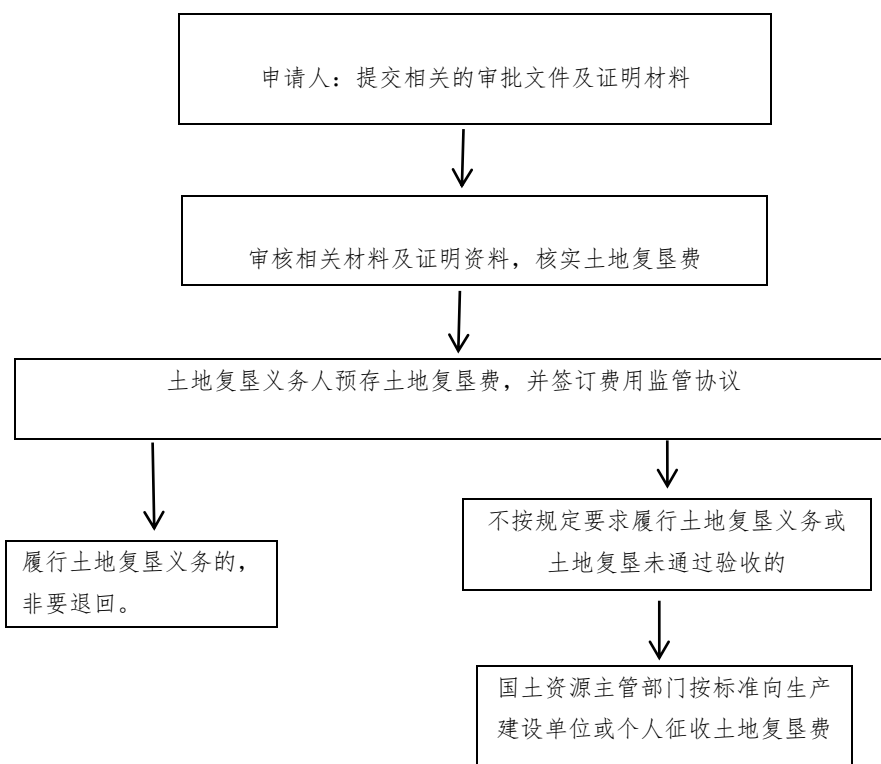 申请人：提交相关的审批文件及证明材料
审核相关材料及证明资料，核实土地复垦费
土地复垦义务人预存土地复垦费，并签订费用监管协议
履行土地复垦义务的，
非要退回。
不按规定要求履行土地复垦义务或
土地复垦未通过验收的
国土资源主管部门按标准向生产
建设单位或个人征收土地复垦费